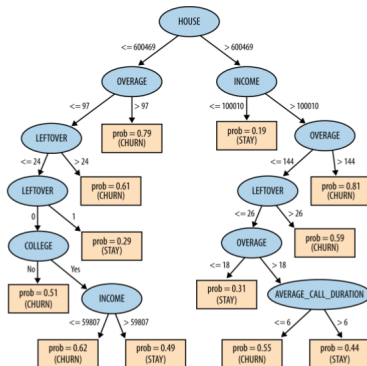 HOUSE
<= 600469
> 600469
OVERAGE
INCOME
<= 97
> 97
<= 100010
> 100010
LEFTOVER
prob = 0.79
(CHURN)
prob = 0.19
(STAY)
OVERAGE
<= 24
> 24
<= 144
> 144
LEFTOVER
prob = 0.61
(CHURN)
LEFTOVER
prob = 0.81
(CHURN)
0
1
<= 26
> 26
COLLEGE
prob = 0.29
(STAY)
OVERAGE
prob = 0.59
(CHURN)
No
Yes
<= 18
> 18
prob = 0.51
(CHURN)
INCOME
prob = 0.31
(STAY)
AVERAGE_CALL_DURATION
<= 59807
> 59807
<= 6
> 6
prob = 0.62
(CHURN)
prob = 0.49
(STAY)
prob = 0.55
(CHURN)
prob = 0.44
(STAY)